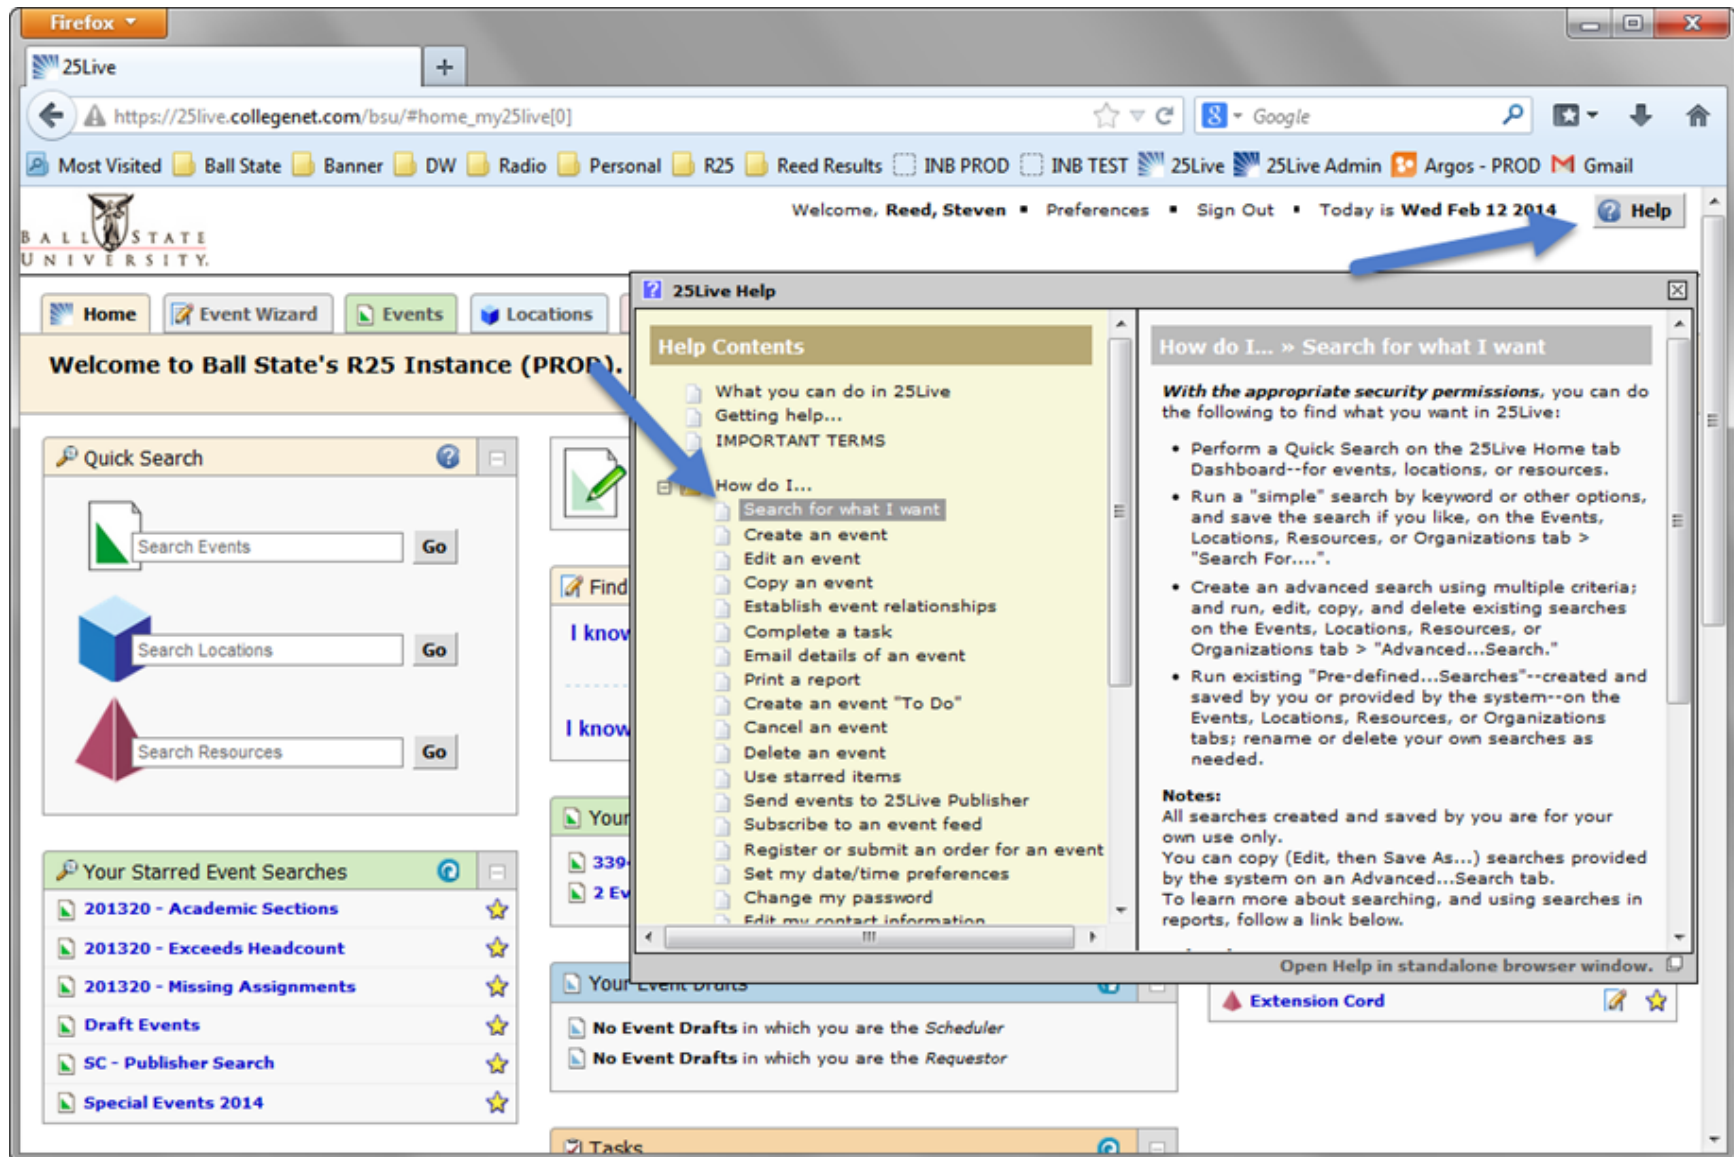 Firefox
25Live
https://25live.collegenet.com/bsu/#home_my25live[0]
Google
Most Visited Ball State Banner DW Radio Personal R25 Reed Results INB PROD INB TEST 25Live 25Live Admin Argos - PROD Gmail
BALL STATE
UNIVERSITY.
Welcome, Reed, Steven ▪ Preferences ▪ Sign Out ▪ Today is Wed Feb 12 2014
Help
Home Event Wizard Events Locations
Welcome to Ball State's R25 Instance (PROD).
Quick Search
Search Events Go
Search Locations Go
Search Resources Go
Your Starred Event Searches
201320 - Academic Sections
201320 - Exceeds Headcount
201320 - Missing Assignments
Draft Events
SC - Publisher Search
Special Events 2014
Find
I know
I know
Your
339
2 Ev
Your Event Drafts
No Event Drafts in which you are the Scheduler
No Event Drafts in which you are the Requestor
Tasks
25Live Help
Help Contents
What you can do in 25Live
Getting help...
IMPORTANT TERMS
How do I...
Search for what I want
Create an event
Edit an event
Copy an event
Establish event relationships
Complete a task
Email details of an event
Print a report
Create an event "To Do"
Cancel an event
Delete an event
Use starred items
Send events to 25Live Publisher
Subscribe to an event feed
Register or submit an order for an event
Set my date/time preferences
Change my password
Edit my contact information
How do I... » Search for what I want
With the appropriate security permissions, you can do
the following to find what you want in 25Live:
• Perform a Quick Search on the 25Live Home tab
Dashboard--for events, locations, or resources.
• Run a "simple" search by keyword or other options,
and save the search if you like, on the Events,
Locations, Resources, or Organizations tab >
"Search For....".
• Create an advanced search using multiple criteria;
and run, edit, copy, and delete existing searches
on the Events, Locations, Resources, or
Organizations tab > "Advanced...Search."
• Run existing "Pre-defined...Searches"--created and
saved by you or provided by the system--on the
Events, Locations, Resources, or Organizations
tabs; rename or delete your own searches as
needed.
Notes:
All searches created and saved by you are for your
own use only.
You can copy (Edit, then Save As...) searches provided
by the system on an Advanced...Search tab.
To learn more about searching, and using searches in
reports, follow a link below.
Open Help in standalone browser window.
Extension Cord